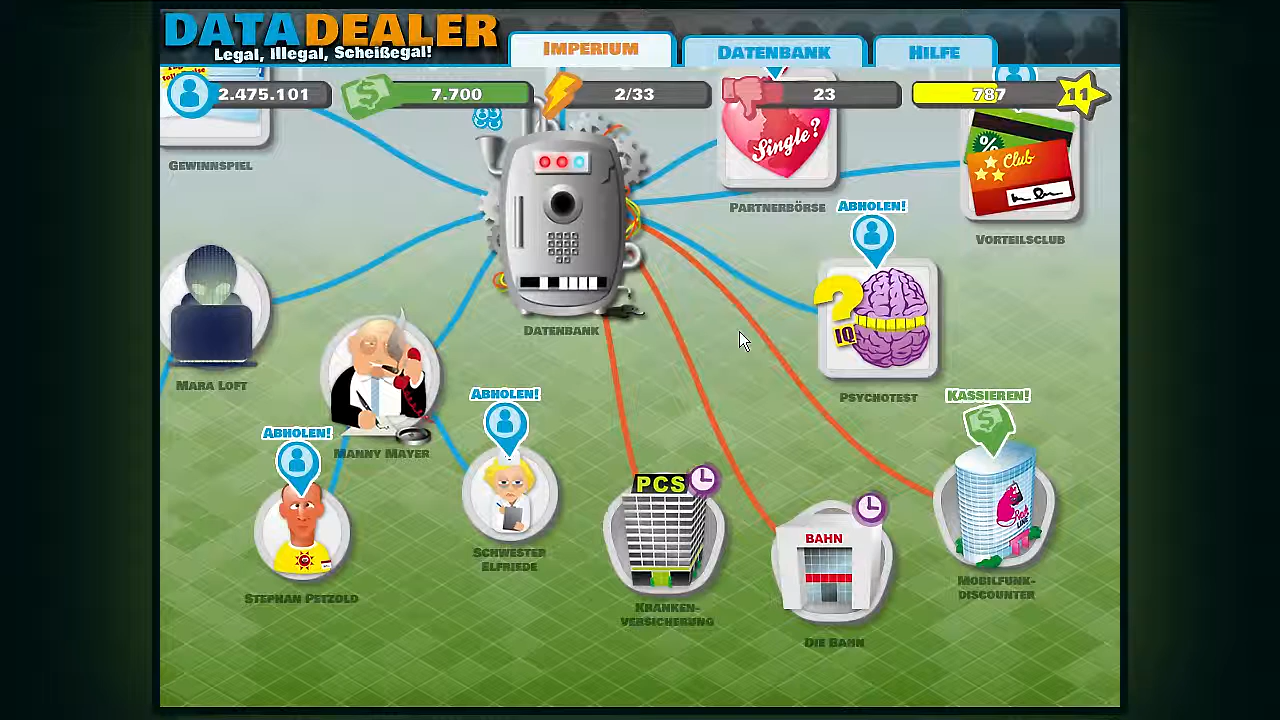 DATADEALER
Legal, Illegal, Scheißegal!
IMPERIUM
DATENBANK
HILFE
2.475.101
7.700
2/33
23
787
11
GEWINNSPIEL
Single?
PARTNERBÖRSE
%
Club
VORTEILSCLUB
ABHOLEN!
?
IQ
PSYCHOTEST
DATENBANK
MARA LOFT
MANNY MAYER
ABHOLEN!
STEPHAN PETZOLD
ABHOLEN!
SCHWESTER
ELFRIEDE
PCS
KRANKEN-
VERSICHERUNG
BAHN
DIE BAHN
KASSIEREN!
MOBILFUNK-
DISCOUNTER